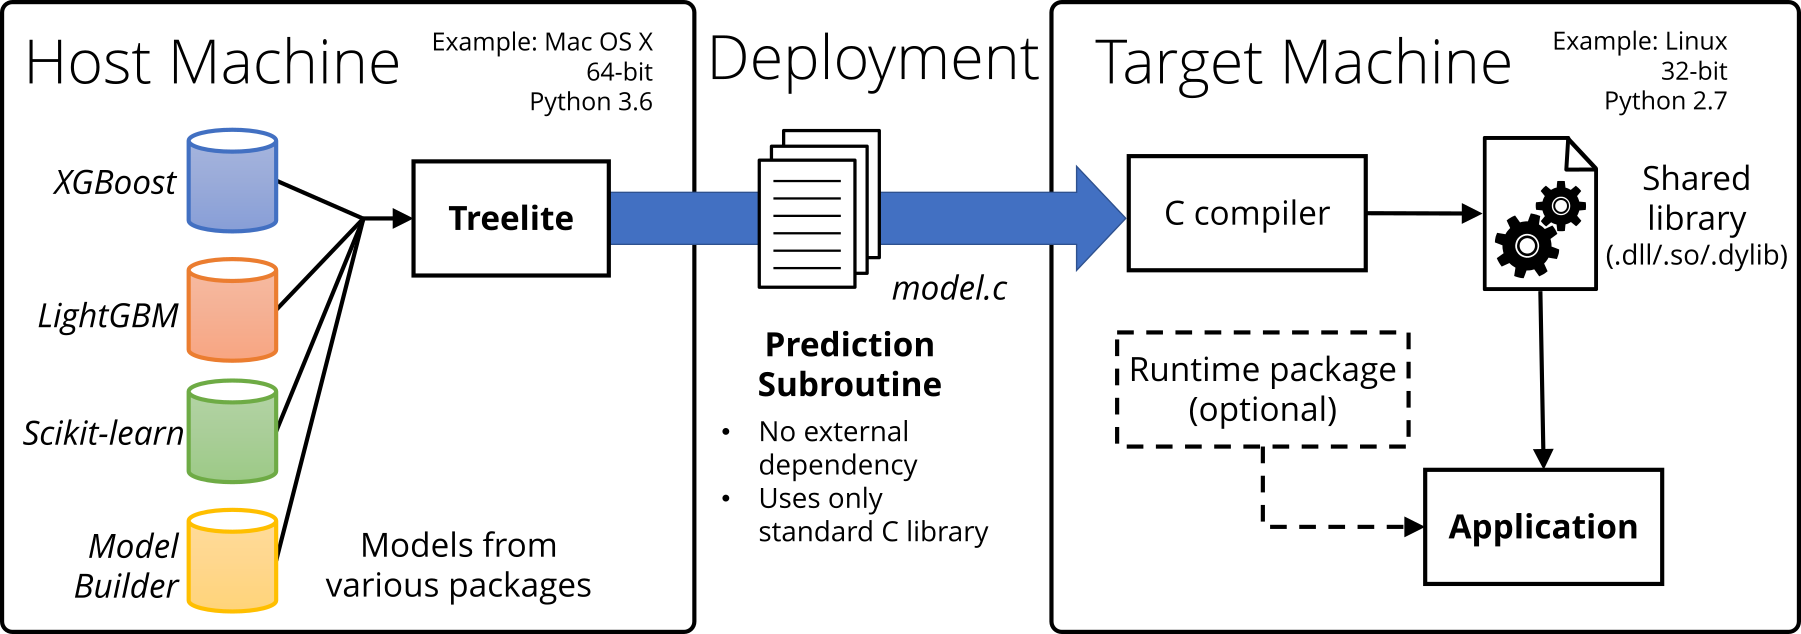 Host Machine
Example: Mac OS X
64-bit
Python 3.6
XGBoost
LightGBM
Scikit-learn
Model
Builder
Treelite
Models from
various packages
Deployment
model.c
Prediction
Subroutine
• No external
dependency
• Uses only
standard C library
Target Machine
Example: Linux
32-bit
Python 2.7
C compiler
Shared
library
(.dll/.so/.dylib)
Runtime package
(optional)
Application